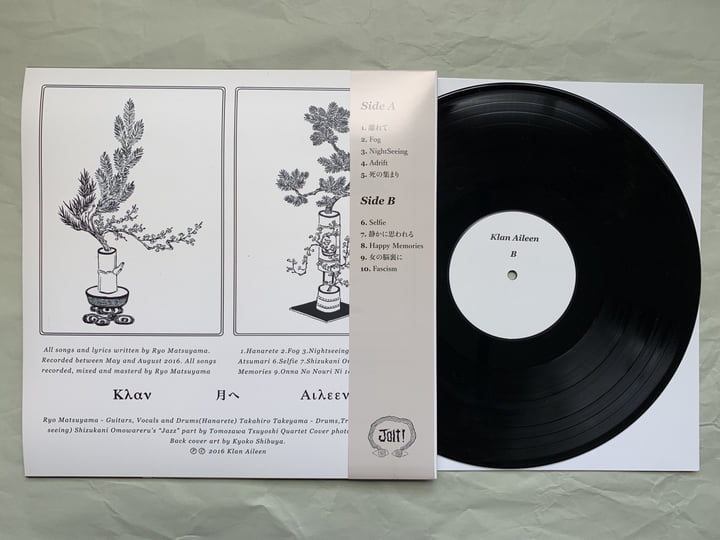 All songs and lyrics written by Ryo Matsuyama.
Recorded between May and August 2016. All songs
recorded, mixed and masterd by Ryo Matsuyama
1.Hanarete 2.Fog 3.Nightseeing
Atsumari 6.Selfie 7.Shizukani
Memories 9.Onna No Nouri Ni
Κλαν 月へ Αιλεεν
Ryo Matsuyama - Guitars, Vocals and Drums(Hanarete) Takahiro Takeyama - Drums,
seeing) Shizukani Omowareru's "Jazz" part by Tomozawa Tsuyoshi Quartet Cover
Back cover art by Kyoko Shibuya.
Ⓟ Ⓒ 2016 Klan Aileen
Side A
1. 離れて
2. Fog
3. NightSeeing
4. Adrift
5. 死の集まり
Side B
6. Selfie
7. 静かに思われる
8. Happy Memories
9. 女の脳裏に
10. Fascism
Jolt!
Klan Aileen
B